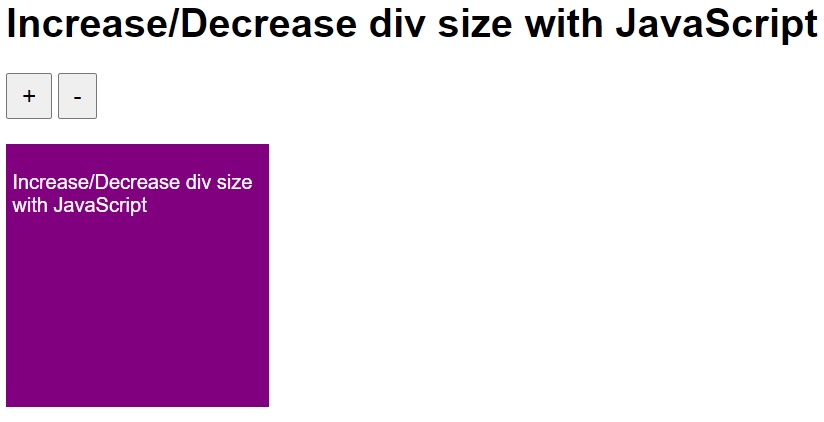 Increase/Decrease div size with JavaScript
+ -
Increase/Decrease div size
with JavaScript